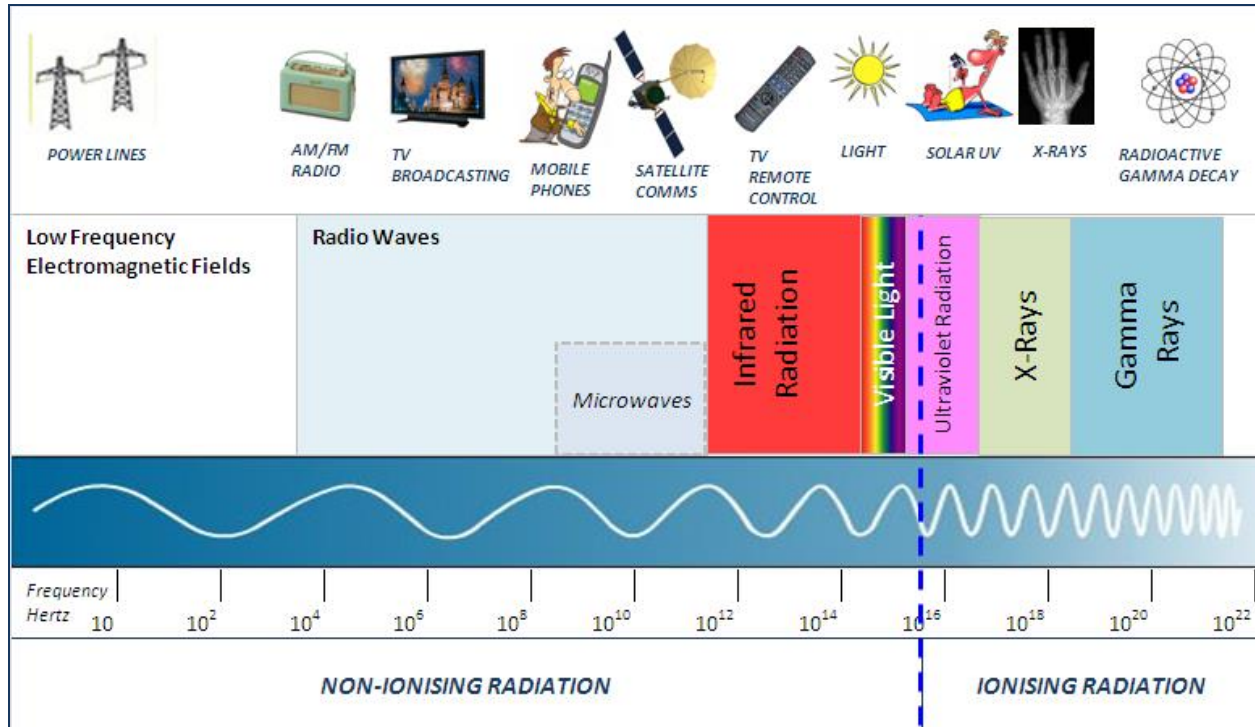 POWER LINES
AM/FM
RADIO
TV
BROADCASTING
MOBILE
PHONES
SATELLITE
COMMS
TV
REMOTE
CONTROL
LIGHT
SOLAR UV
X-RAYS
RADIOACTIVE
GAMMA DECAY
Low Frequency
Electromagnetic Fields
Radio Waves
Microwaves
Infrared
Radiation
Visible Light
Ultraviolet Radiation
X-Rays
Gamma
Rays
Frequency
Hertz
10 10² 10⁴ 10⁶ 10⁸ 10¹⁰ 10¹² 10¹⁴ 10¹⁶ 10¹⁸ 10²⁰ 10²²
NON-IONISING RADIATION
IONISING RADIATION